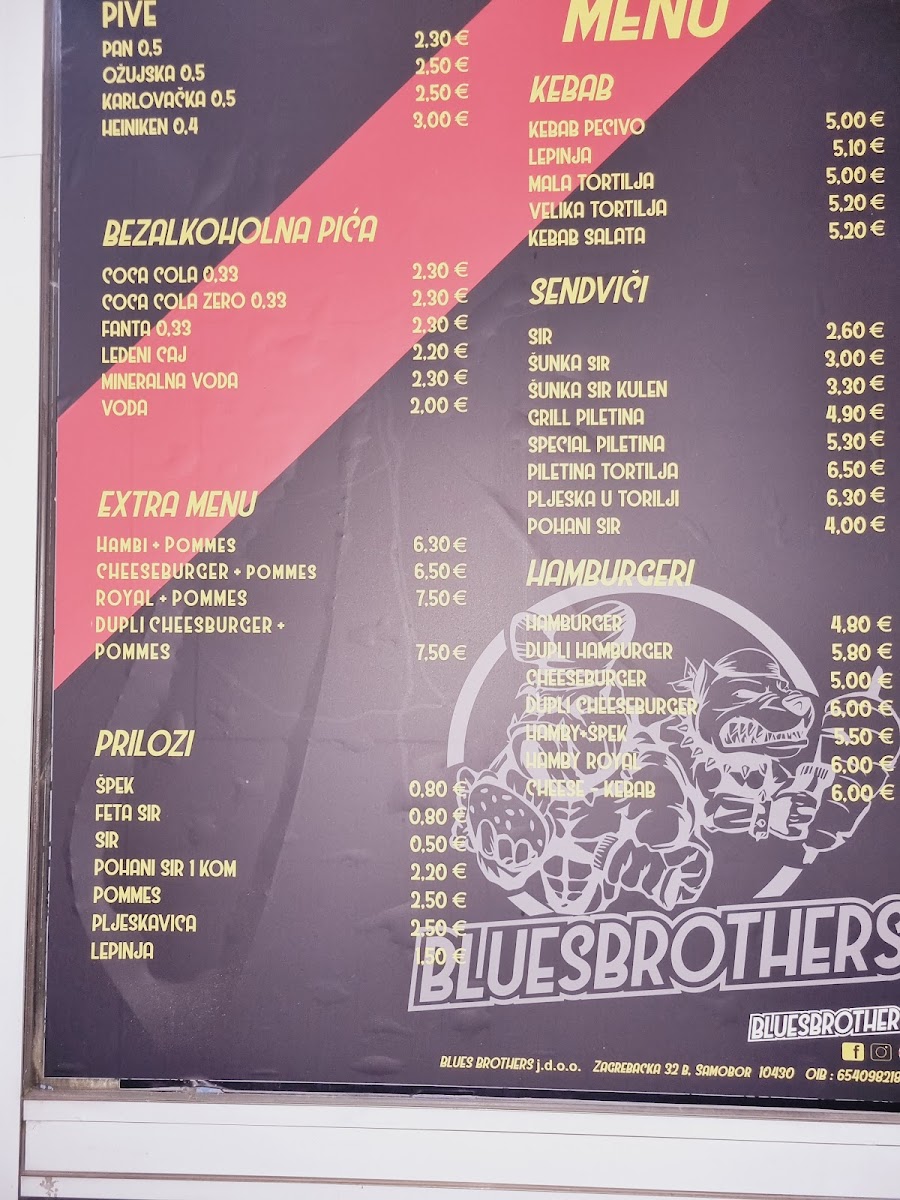 PIVE
PAN 0,5 2,30 €
OŽUJSKA 0,5 2,50 €
KARLOVAČKA 0,5 2,50 €
HEINIKEN 0,4 3,00 €
BEZALKOHOLNA PIĆA
COCA COLA 0,33 2,30 €
COCA COLA ZERO 0,33 2,30 €
FANTA 0,33 2,30 €
LEDENI CAJ 2,20 €
MINERALNA VODA 2,30 €
VODA 2,00 €
EXTRA MENU
HAMBI + POMMES 6,30 €
CHEESEBURGER + POMMES 6,50 €
ROYAL + POMMES 7,50 €
DUPLI CHEESBURGER +
POMMES 7,50 €
PRILOZI
ŠPEK 0,80 €
FETA SIR 0,80 €
SIR 0,50 €
POHANI SIR 1 KOM 2,20 €
POMMES 2,50 €
PLJESKAVICA 2,50 €
LEPINJA 1.50 €
MENU
KEBAB
KEBAB PECIVO 5,00 €
LEPINJA 5,10 €
MALA TORTILJA 5,00 €
VELIKA TORTILJA 5,20 €
KEBAB SALATA 5,20 €
SENDVIČI
SIR 2,60 €
ŠUNKA SIR 3,00 €
ŠUNKA SIR KULEN 3,30 €
GRILL PILETINA 4,90 €
SPECIAL PILETINA 5,30 €
PILETINA TORTILJA 6,50 €
PLJESKA U TORILJI 6,30 €
POHANI SIR 4,00 €
HAMBURGERI
HAMBURGER 4,80 €
DUPLI HAMBURGER 5,80 €
CHEESEBURGER 5,00 €
DUPLI CHEESEBURGER 6,00 €
HAMBY+ŠPEK 5,50 €
HAMBY ROYAL 6,00 €
CHEESE - KEBAB 6,00 €
BLUESBROTHERS
BLUESBROTHER
BLUES BROTHERS j.d.o.o. ZAGREBACKA 32 B, SAMOBOR 10430 OIB : 654098218